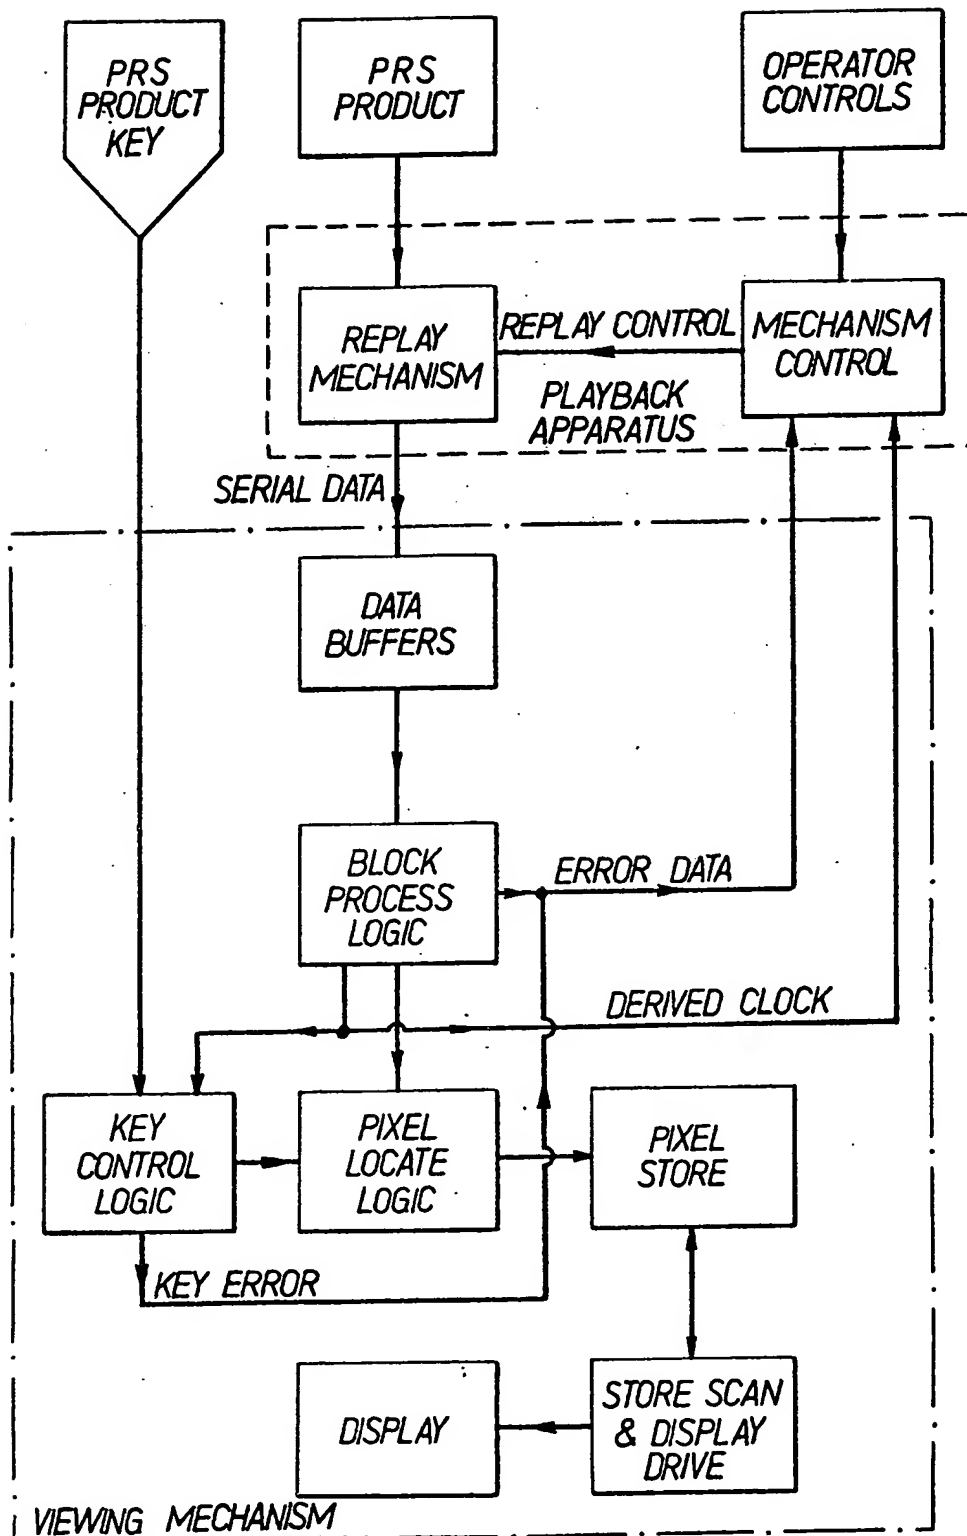 PRS
PRODUCT
KEY
PRS
PRODUCT
OPERATOR
CONTROLS
REPLAY
MECHANISM
REPLAY CONTROL
MECHANISM
CONTROL
PLAYBACK
APPARATUS
SERIAL DATA
DATA
BUFFERS
BLOCK
PROCESS
LOGIC
ERROR DATA
DERIVED CLOCK
KEY
CONTROL
LOGIC
PIXEL
LOCATE
LOGIC
PIXEL
STORE
KEY ERROR
DISPLAY
STORE SCAN
& DISPLAY
DRIVE
VIEWING MECHANISM